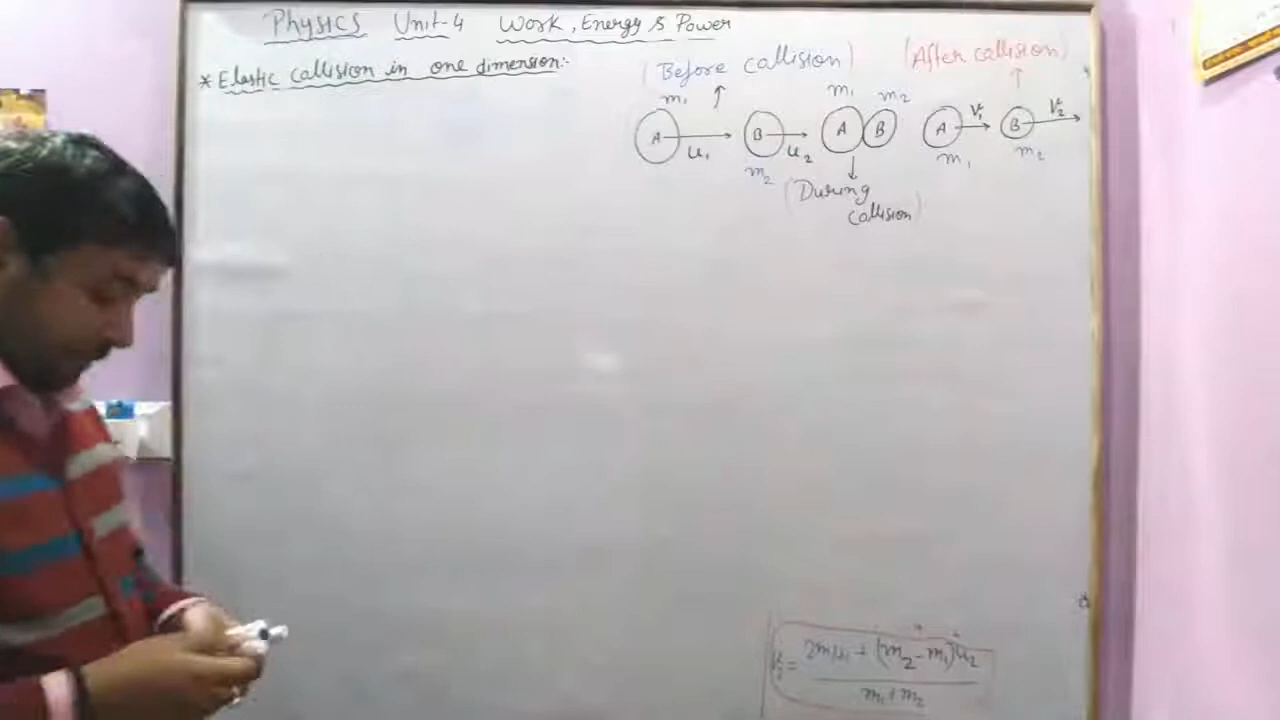 Physics Unit-4 Work, Energy & Power
* Elastic collision in one dimension:-
(Before collision)
(After collision)
m₁
A
u₁
B
u₂
m₂
m₁
m₂
A
B
(During
collision)
A
V₁
m₁
B
V₂
m₂
V₂ = 2m₁u₁ + (m₂ - m₁)u₂
m₁ + m₂